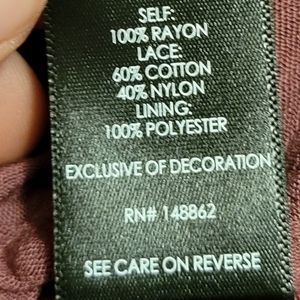 SELF:
100% RAYON
LACE:
60% COTTON
40% NYLON
LINING:
100% POLYESTER
EXCLUSIVE OF DECORATION
RN# 148862
SEE CARE ON REVERSE